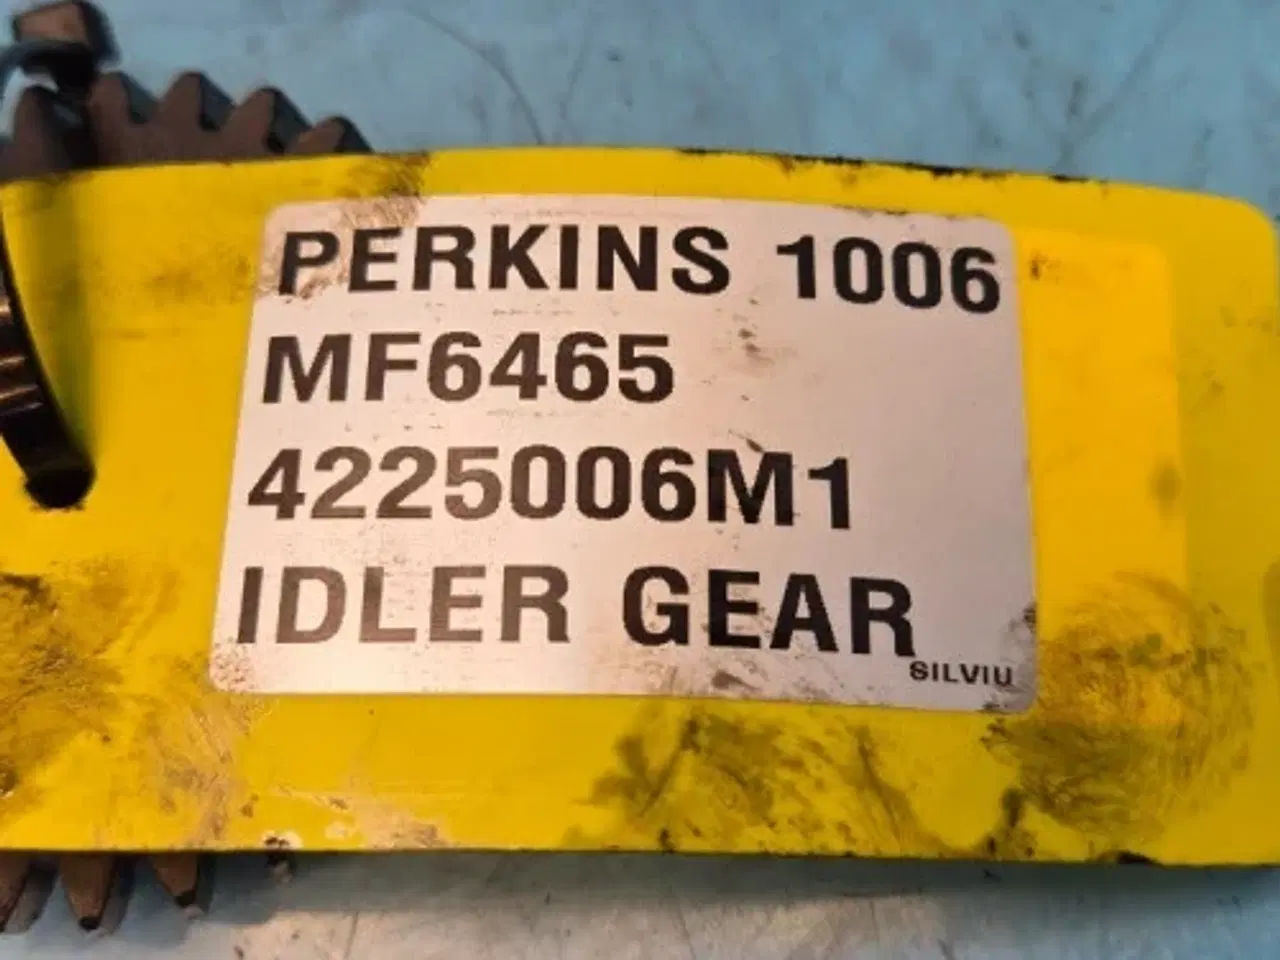 PERKINS 1006
MF6465
4225006M1
IDLER GEAR
SILVIU